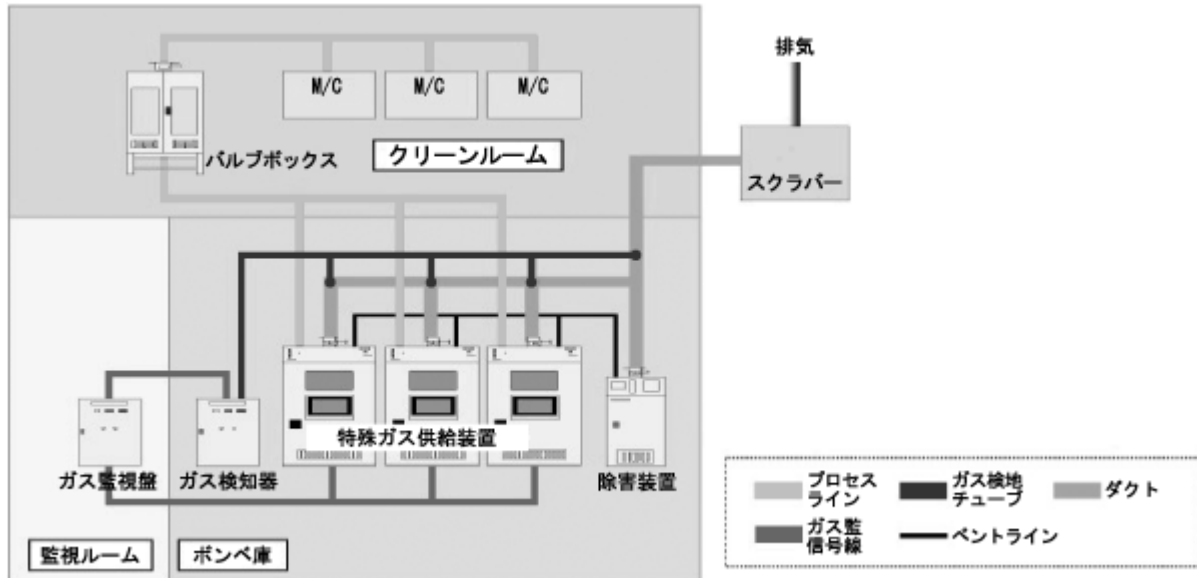 排気
M/C
M/C
M/C
バルブボックス
クリーンルーム
スクラバー
特殊ガス供給装置
ガス監視盤
ガス検知器
除害装置
監視ルーム
ボンベ庫
プロセス
ライン
ガス検地
チューブ
ダクト
ガス監
信号線
ベントライン